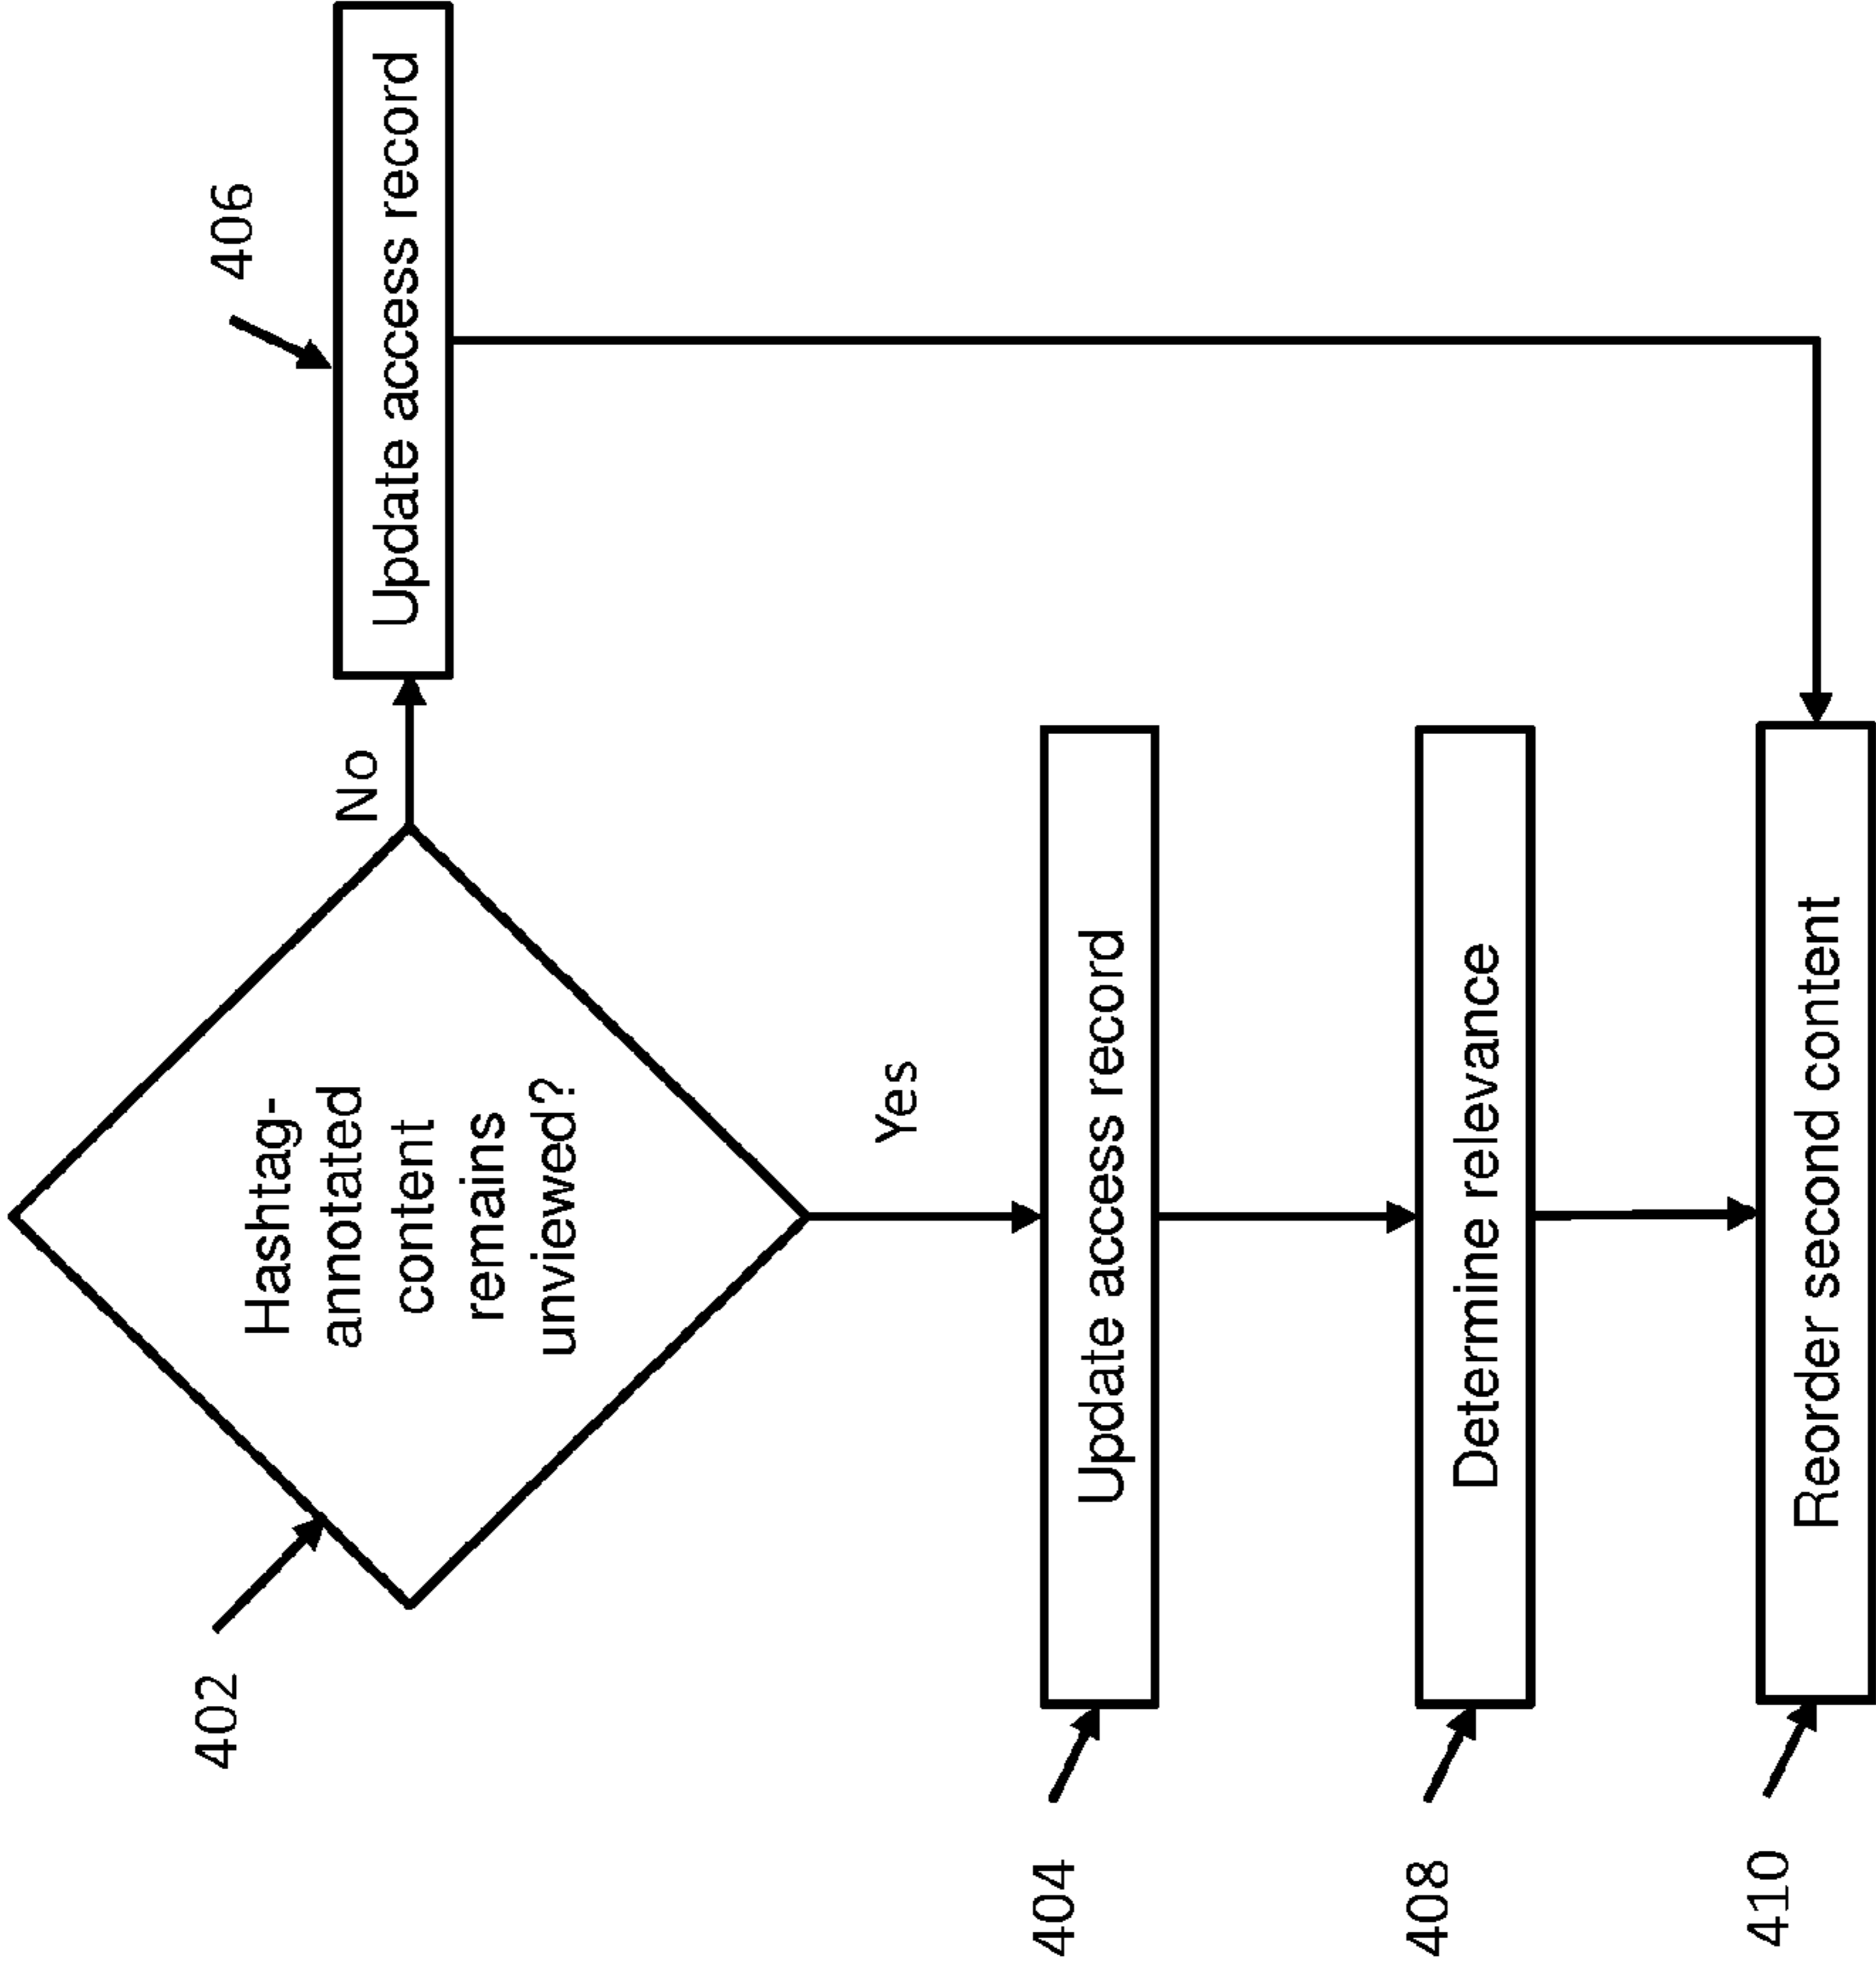 402
Hashtag-
annotated
content
remains
unviewed?
No
406
Update access record
Yes
404
Update access record
408
Determine relevance
410
Reorder second content